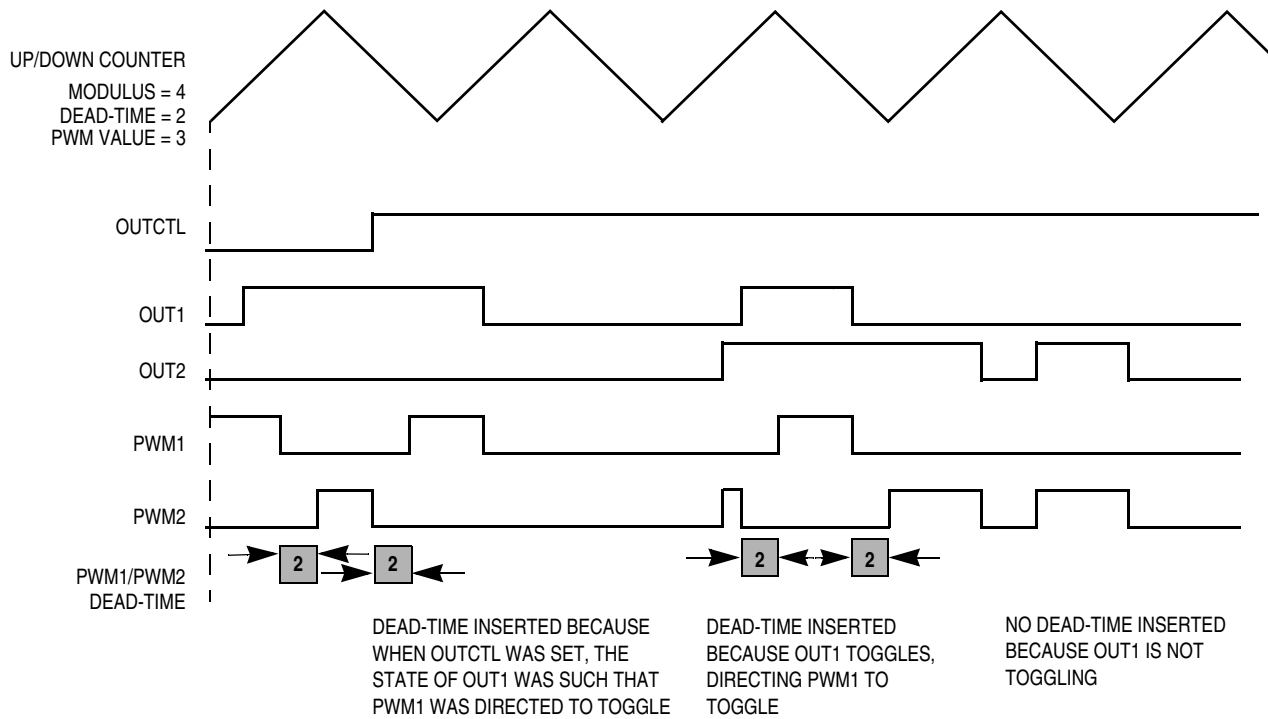 UP/DOWN COUNTER
MODULUS = 4
DEAD-TIME = 2
PWM VALUE = 3
OUTCTL
OUT1
OUT2
PWM1
PWM2
PWM1/PWM2
DEAD-TIME
2
2
2
2
DEAD-TIME INSERTED BECAUSE
WHEN OUTCTL WAS SET, THE
STATE OF OUT1 WAS SUCH THAT
PWM1 WAS DIRECTED TO TOGGLE
DEAD-TIME INSERTED
BECAUSE OUT1 TOGGLES,
DIRECTING PWM1 TO
TOGGLE
NO DEAD-TIME INSERTED
BECAUSE OUT1 IS NOT
TOGGLING